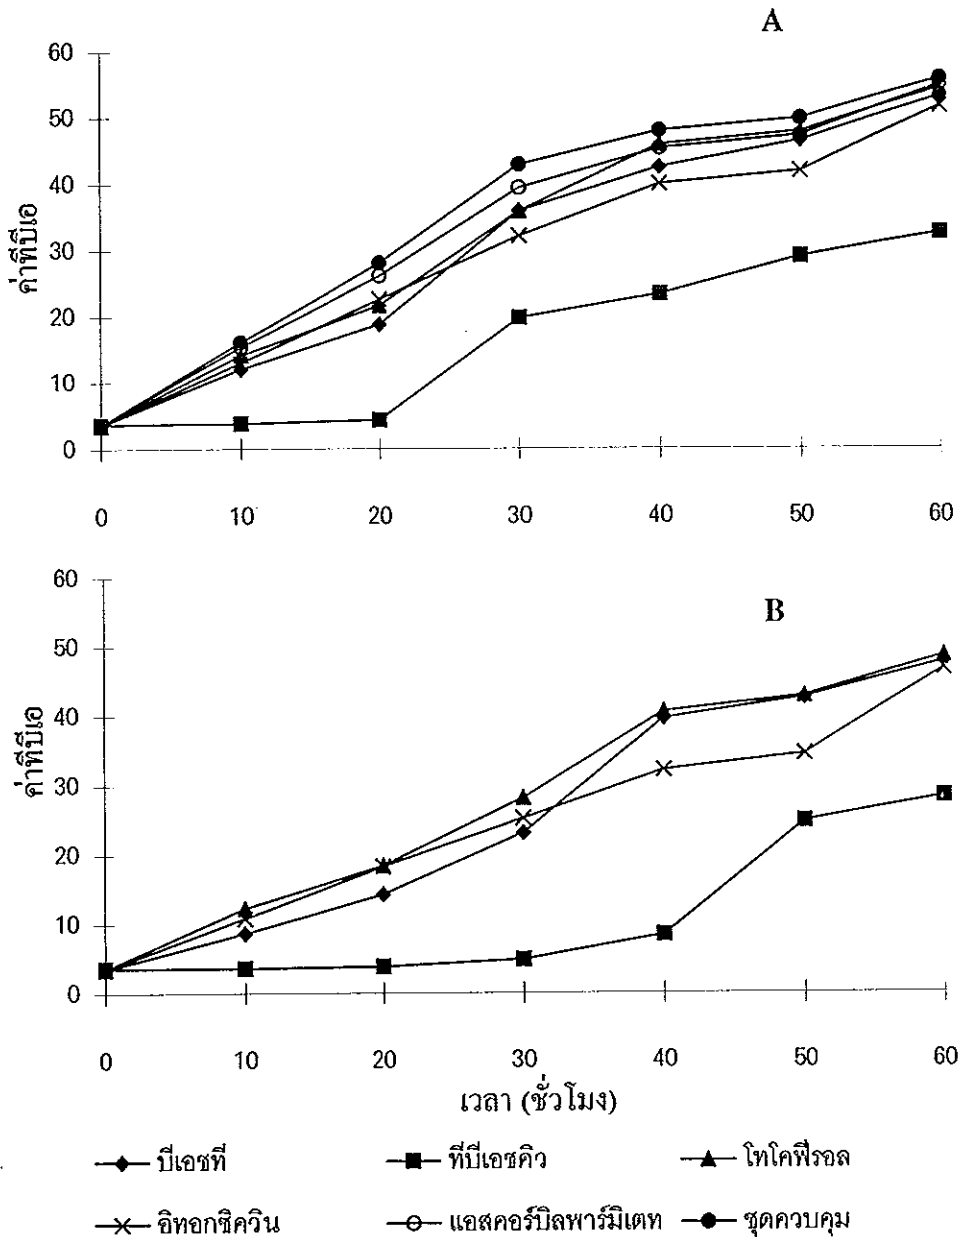 A
60
50
40
30
20
10
0
ค่าทีบีเอ
0 10 20 30 40 50 60
B
60
50
40
30
20
10
0
ค่าทีบีเอ
0 10 20 30 40 50 60
เวลา (ชั่วโมง)
บีเอชที ทีบีเอชคิว โทโคฟีรอล
อิทอกซิควิน แอสคอร์บิลพาร์มิเตท ชุดควบคุม